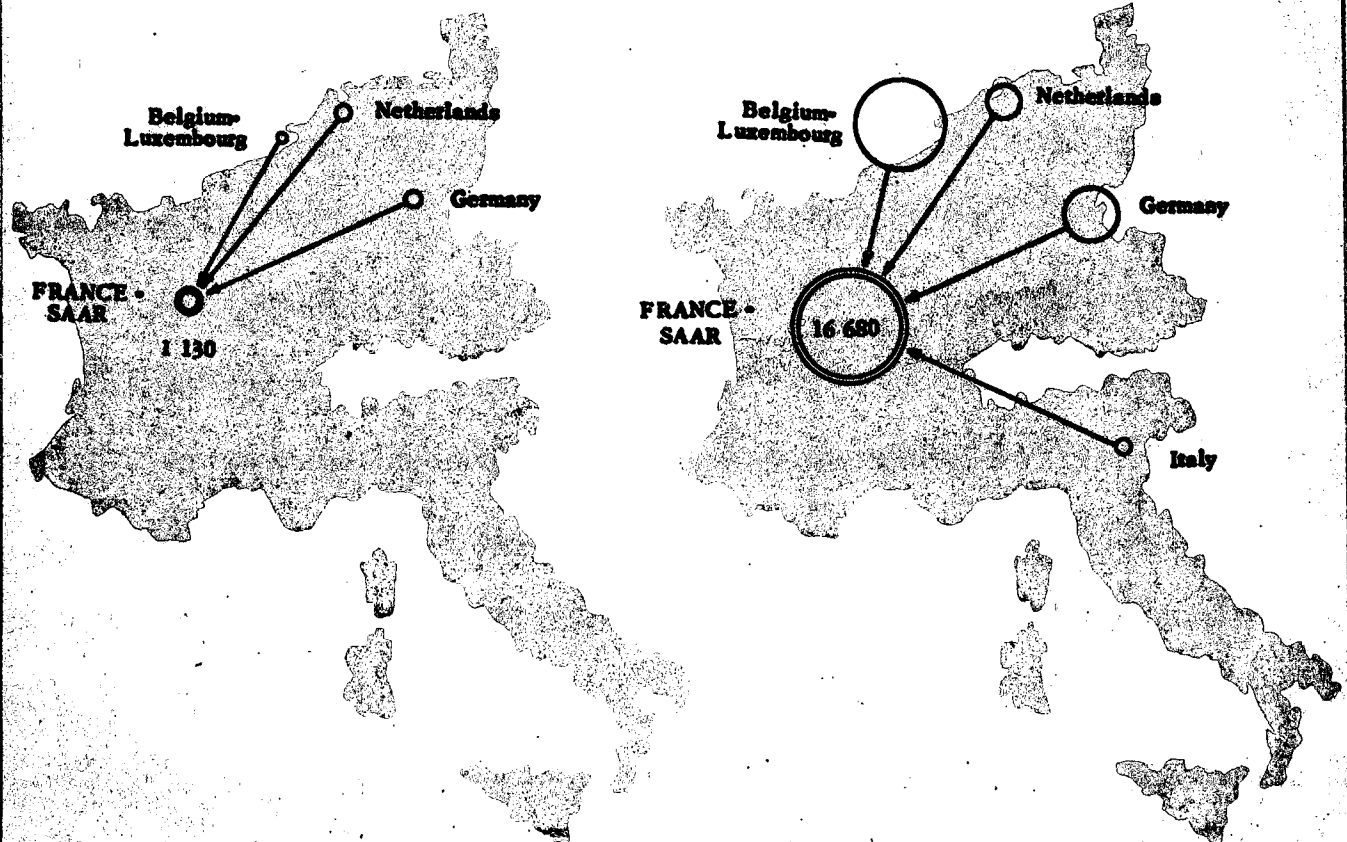 Belgium-
Luxembourg
Netherlands
Germany
FRANCE -
SAAR
1 130
Belgium-
Luxembourg
Netherlands
Germany
FRANCE -
SAAR
16 680
Italy